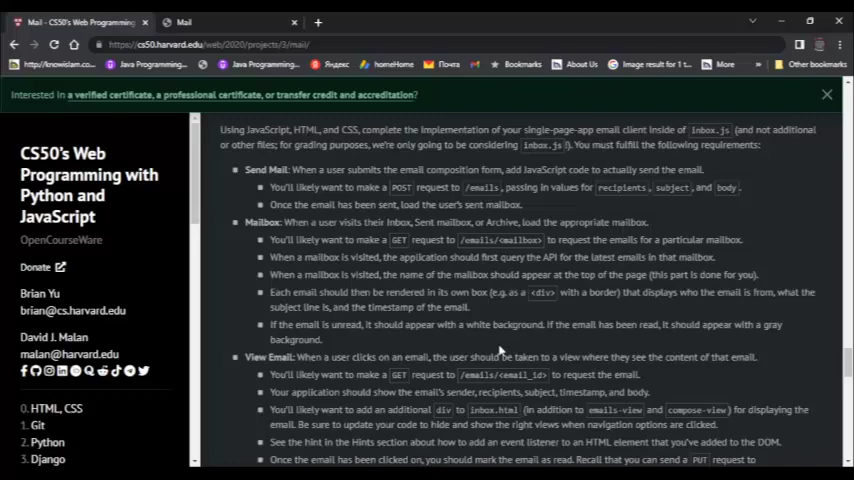 Mail - CS50's Web Programming
Mail
https://cs50.harvard.edu/web/2020/projects/3/mail/
http://knowislam.co...
Java Programming...
Java Programming...
Яндекс
homeHome
Почта
Bookmarks
About Us
Image result for 1 t...
More
Other bookmarks
Interested in a verified certificate, a professional certificate, or transfer credit and accreditation?
CS50's Web
Programming with
Python and
JavaScript
OpenCourseWare
Donate
Brian Yu
brian@cs.harvard.edu
David J. Malan
malan@harvard.edu
0. HTML, CSS
1. Git
2. Python
3. Django
Using JavaScript, HTML, and CSS, complete the implementation of your single-page-app email client inside of inbox.js (and not additional
or other files; for grading purposes, we're only going to be considering inbox.js!). You must fulfill the following requirements:
Send Mail: When a user submits the email composition form, add JavaScript code to actually send the email.
You'll likely want to make a POST request to /emails, passing in values for recipients, subject, and body.
Once the email has been sent, load the user's sent mailbox.
Mailbox: When a user visits their Inbox, Sent mailbox, or Archive, load the appropriate mailbox.
You'll likely want to make a GET request to /emails/<mailbox> to request the emails for a particular mailbox.
When a mailbox is visited, the application should first query the API for the latest emails in that mailbox.
When a mailbox is visited, the name of the mailbox should appear at the top of the page (this part is done for you).
Each email should then be rendered in its own box (e.g. as a <div> with a border) that displays who the email is from, what the
subject line is, and the timestamp of the email.
If the email is unread, it should appear with a white background. If the email has been read, it should appear with a gray
background.
View Email: When a user clicks on an email, the user should be taken to a view where they see the content of that email.
You'll likely want to make a GET request to /emails/<email_id> to request the email.
Your application should show the email's sender, recipients, subject, timestamp, and body.
You'll likely want to add an additional div to inbox.html (in addition to emails-view and compose-view) for displaying the
email. Be sure to update your code to hide and show the right views when navigation options are clicked.
See the hint in the Hints section about how to add an event listener to an HTML element that you've added to the DOM.
Once the email has been clicked on, you should mark the email as read. Recall that you can send a PUT request to